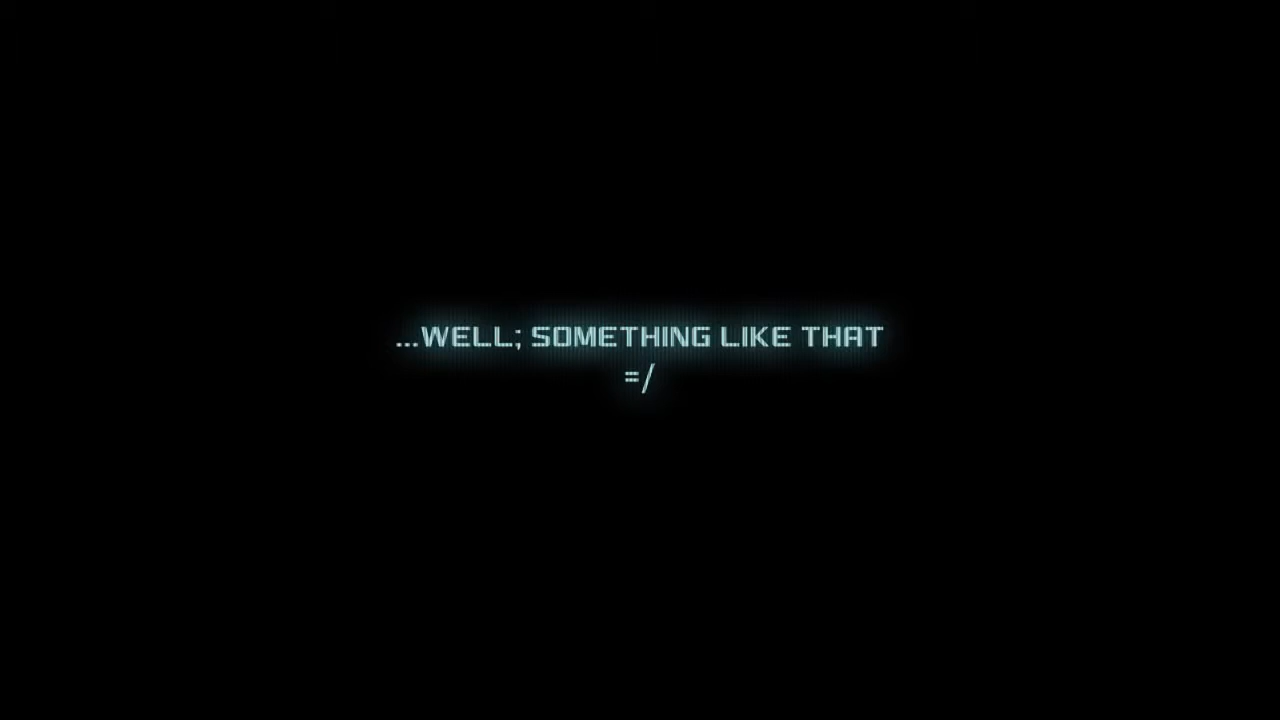 ...WELL; SOMETHING LIKE THAT
=/